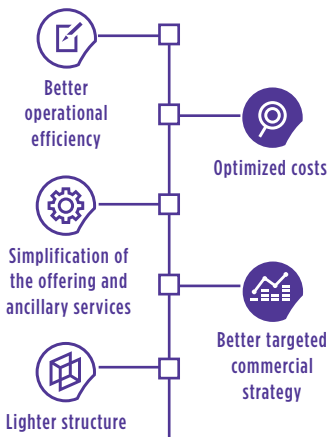 Better
operational
efficiency
Optimized costs
Simplification of
the offering and
ancillary services
Better targeted
commercial
strategy
Lighter structure